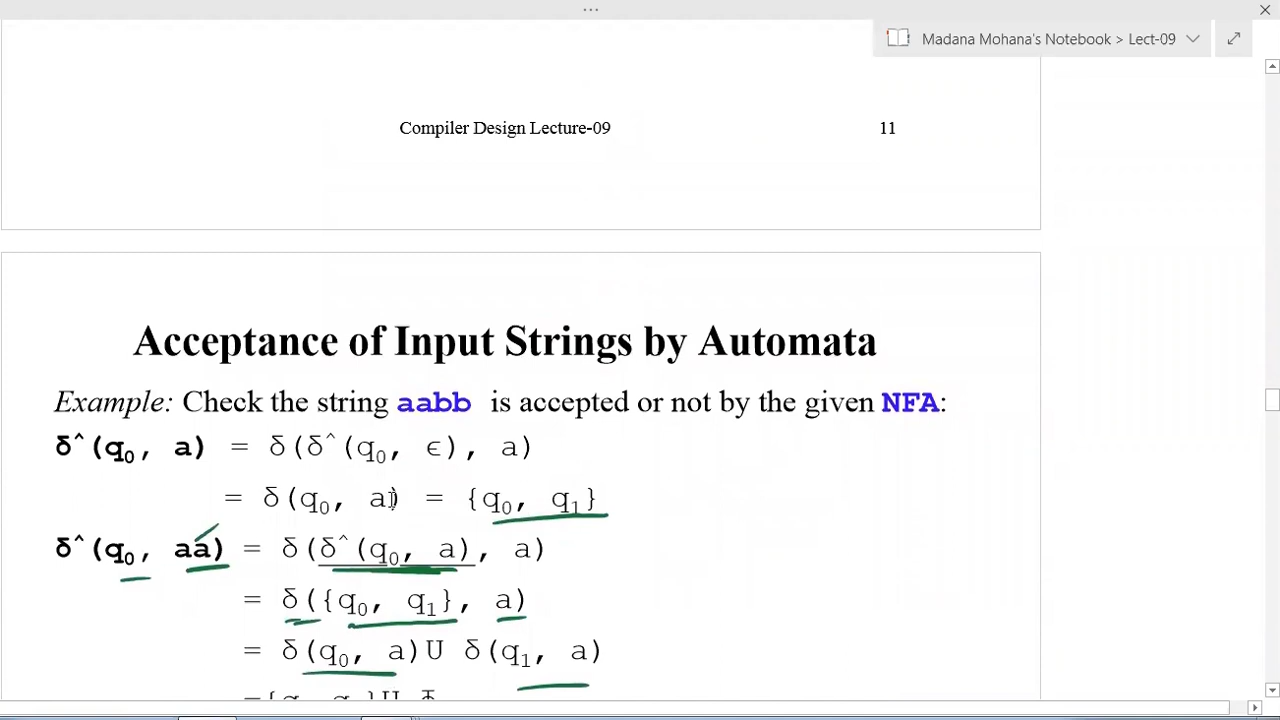 Madana Mohana's Notebook > Lect-09
Compiler Design Lecture-09 11
Acceptance of Input Strings by Automata
Example: Check the string aabb is accepted or not by the given NFA:
δ^(q₀, a) = δ(δ^(q₀, ϵ), a)
= δ(q₀, a) = {q₀, q₁}
δ^(q₀, aa) = δ(δ^(q₀, a), a)
= δ({q₀, q₁}, a)
= δ(q₀, a)U δ(q₁, a)